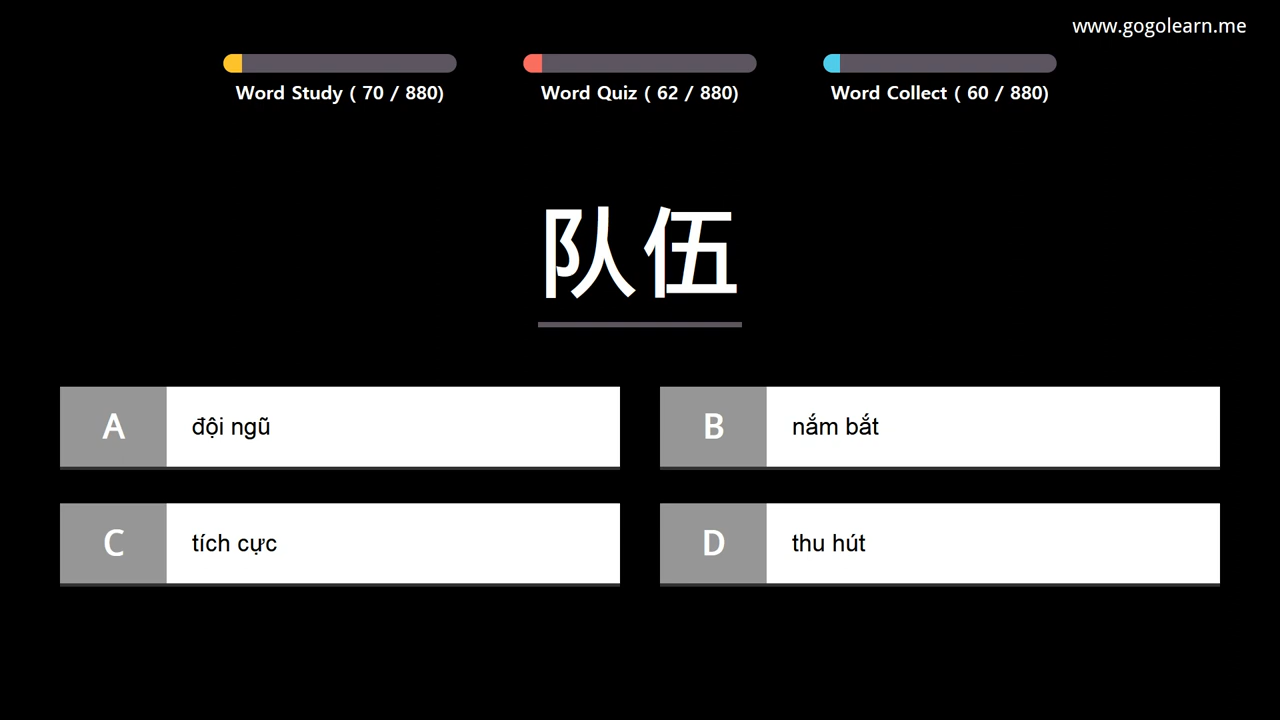 www.gogolearn.me
Word Study ( 70 / 880)
Word Quiz ( 62 / 880)
Word Collect ( 60 / 880)
队伍
A đội ngũ
B nắm bắt
C tích cực
D thu hút